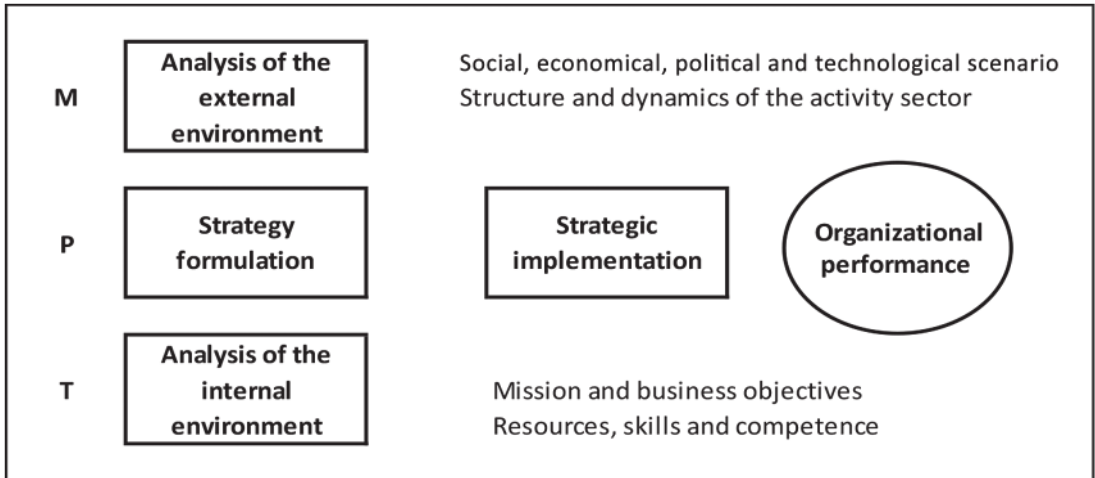 M
Analysis of the
external
environment
Social, economical, political and technological scenario
Structure and dynamics of the activity sector
P
Strategy
formulation
Strategic
implementation
Organizational
performance
T
Analysis of the
internal
environment
Mission and business objectives
Resources, skills and competence